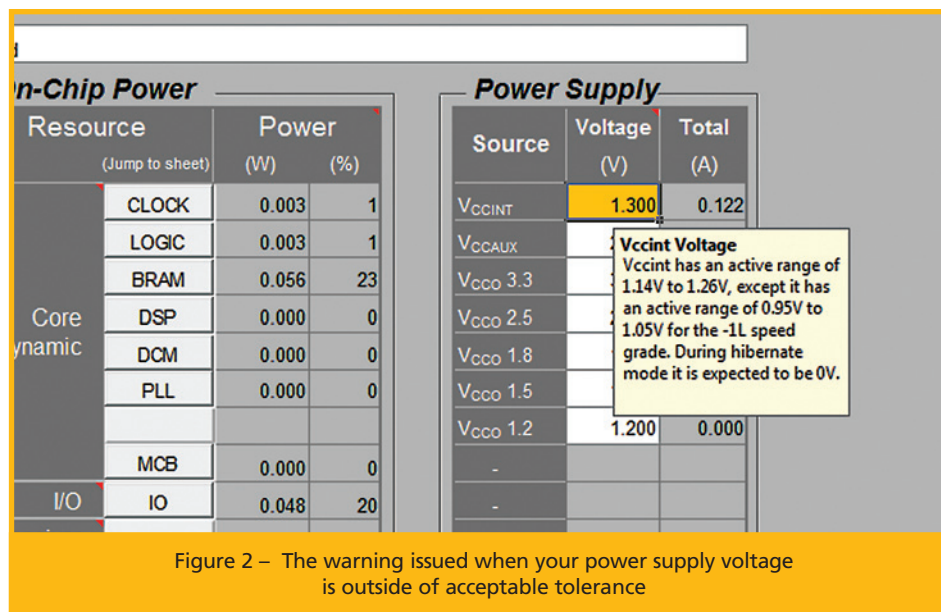 On-Chip Power
Power Supply
Resource Power
(Jump to sheet) (W) (%)
Source Voltage Total
(V) (A)
CLOCK 0.003 1
LOGIC 0.003 1
BRAM 0.056 23
Core DSP 0.000 0
DCM 0.000 0
PLL 0.000 0
MCB 0.000 0
I/O IO 0.048 20
VCCINT 1.300 0.122
VCCAUX
VCCO 3.3
VCCO 2.5
VCCO 1.8
VCCO 1.5
VCCO 1.2 1.200 0.000
-
-
Vccint Voltage
Vccint has an active range of
1.14V to 1.26V, except it has
an active range of 0.95V to
1.05V for the -1L speed
grade. During hibernate
mode it is expected to be 0V.
Figure 2 – The warning issued when your power supply voltage
is outside of acceptable tolerance